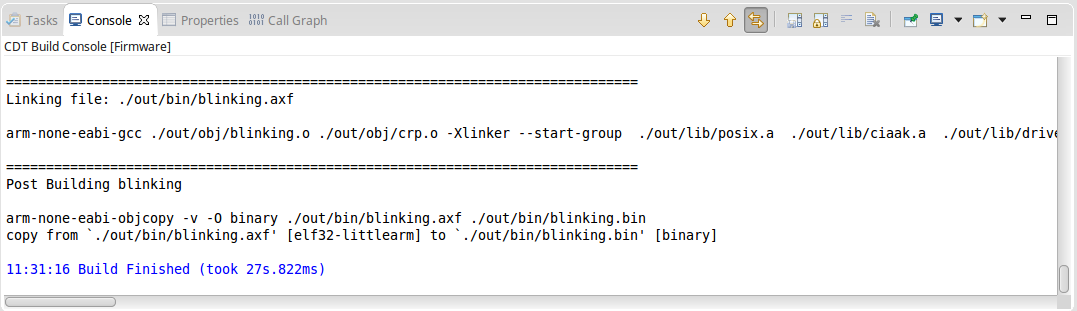 Tasks Console Properties Call Graph
CDT Build Console [Firmware]
===============================================================================
Linking file: ./out/bin/blinking.axf
arm-none-eabi-gcc ./out/obj/blinking.o ./out/obj/crp.o -Xlinker --start-group  ./out/lib/posix.a  ./out/lib/ciaak.a  ./out/lib/drive
===============================================================================
Post Building blinking
arm-none-eabi-objcopy -v -O binary ./out/bin/blinking.axf ./out/bin/blinking.bin
copy from `./out/bin/blinking.axf' [elf32-littlearm] to `./out/bin/blinking.bin' [binary]
11:31:16 Build Finished (took 27s.822ms)